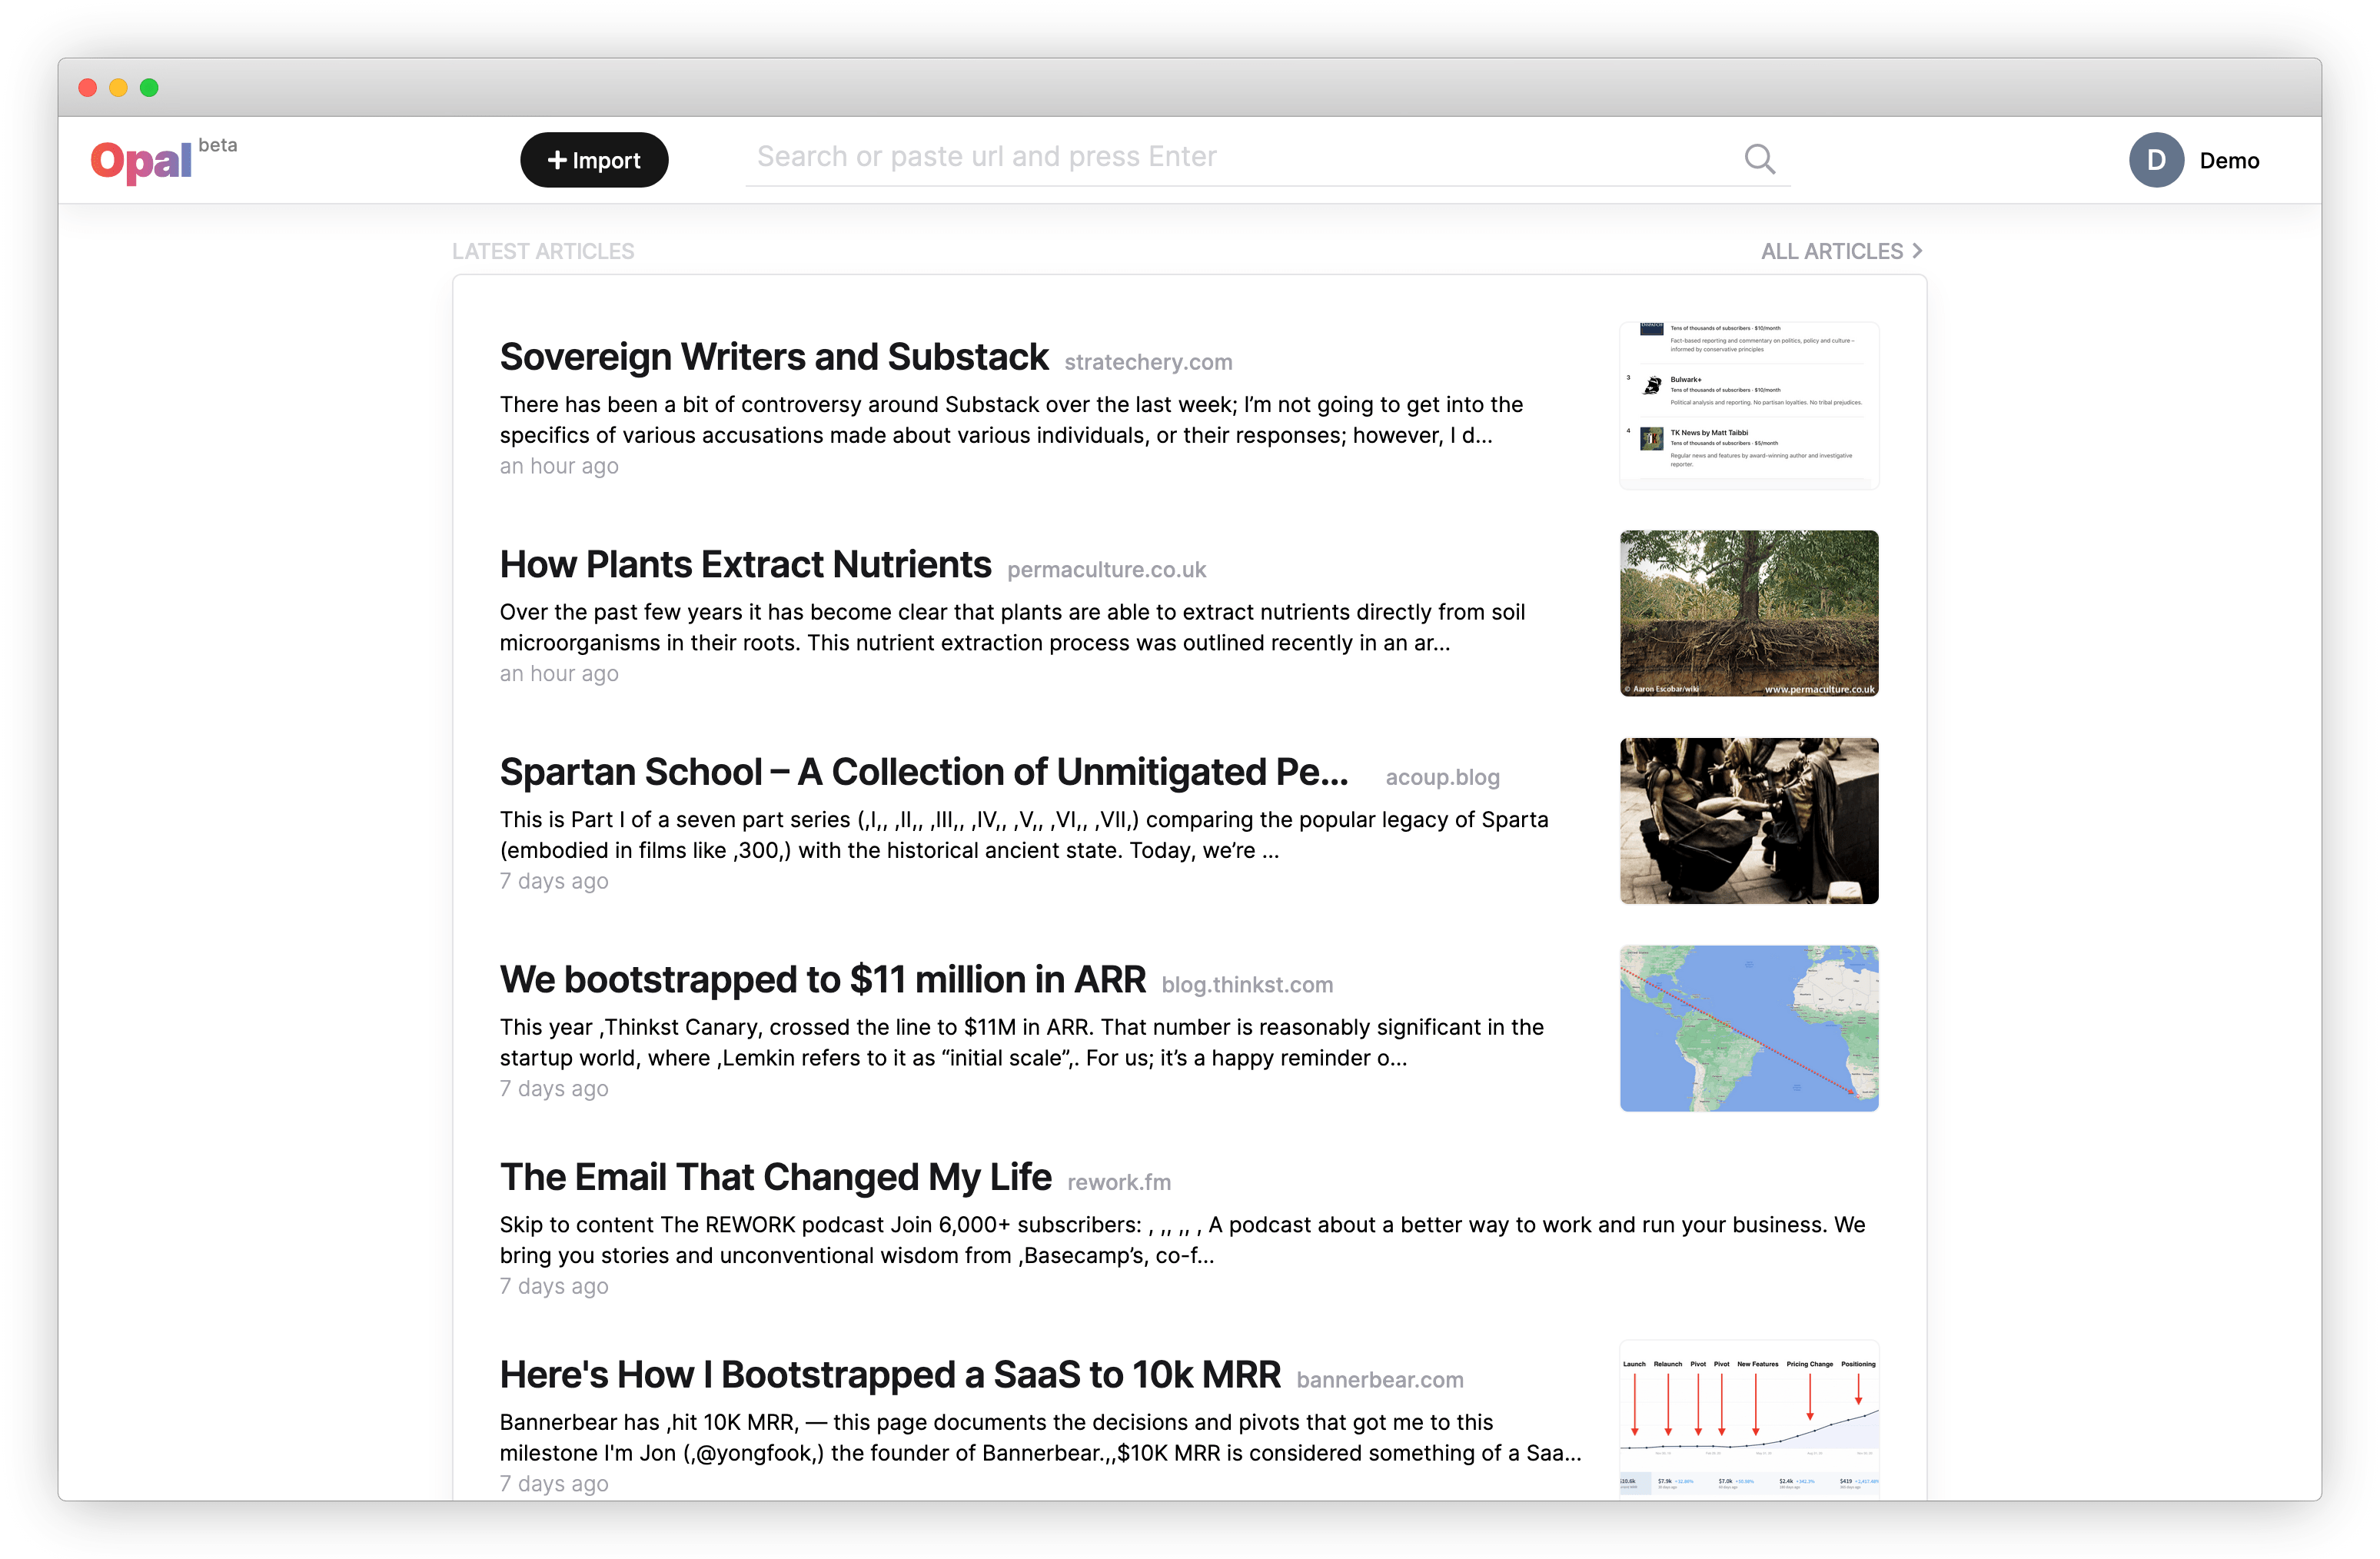 Opal beta
+ Import
Search or paste url and press Enter
D Demo
LATEST ARTICLES
ALL ARTICLES >
Sovereign Writers and Substack stratechery.com
There has been a bit of controversy around Substack over the last week; I’m not going to get into the
specifics of various accusations made about various individuals, or their responses; however, I d...
an hour ago
Tens of thousands of subscribers · $10/month
Fact-based reporting and commentary on politics, policy and culture –
informed by conservative principles
3 Bulwark+
Tens of thousands of subscribers · $10/month
Political analysis and reporting. No partisan loyalties. No tribal prejudices.
4 TK News by Matt Taibbi
Tens of thousands of subscribers · $5/month
Regular news and features by award-winning author and investigative
reporter.
How Plants Extract Nutrients permaculture.co.uk
Over the past few years it has become clear that plants are able to extract nutrients directly from soil
microorganisms in their roots. This nutrient extraction process was outlined recently in an ar...
an hour ago
© Aaron Escobar/wiki www.permaculture.co.uk
Spartan School – A Collection of Unmitigated Pe... acoup.blog
This is Part I of a seven part series (,I,, ,II,, ,III,, ,IV,, ,V,, ,VI,, ,VII,) comparing the popular legacy of Sparta
(embodied in films like ,300,) with the historical ancient state. Today, we’re ...
7 days ago
We bootstrapped to $11 million in ARR blog.thinkst.com
This year ,Thinkst Canary, crossed the line to $11M in ARR. That number is reasonably significant in the
startup world, where ,Lemkin refers to it as “initial scale”,. For us; it’s a happy reminder o...
7 days ago
The Email That Changed My Life rework.fm
Skip to content The REWORK podcast Join 6,000+ subscribers: , ,, ,, , A podcast about a better way to work and run your business. We
bring you stories and unconventional wisdom from ,Basecamp’s, co-f...
7 days ago
Here's How I Bootstrapped a SaaS to 10k MRR bannerbear.com
Bannerbear has ,hit 10K MRR, — this page documents the decisions and pivots that got me to this
milestone I'm Jon (,@yongfook,) the founder of Bannerbear.,,$10K MRR is considered something of a Saa...
7 days ago
Launch Relaunch Pivot Pivot New Features Pricing Change Positioning
$7.9k $7.0k $2.4k $419